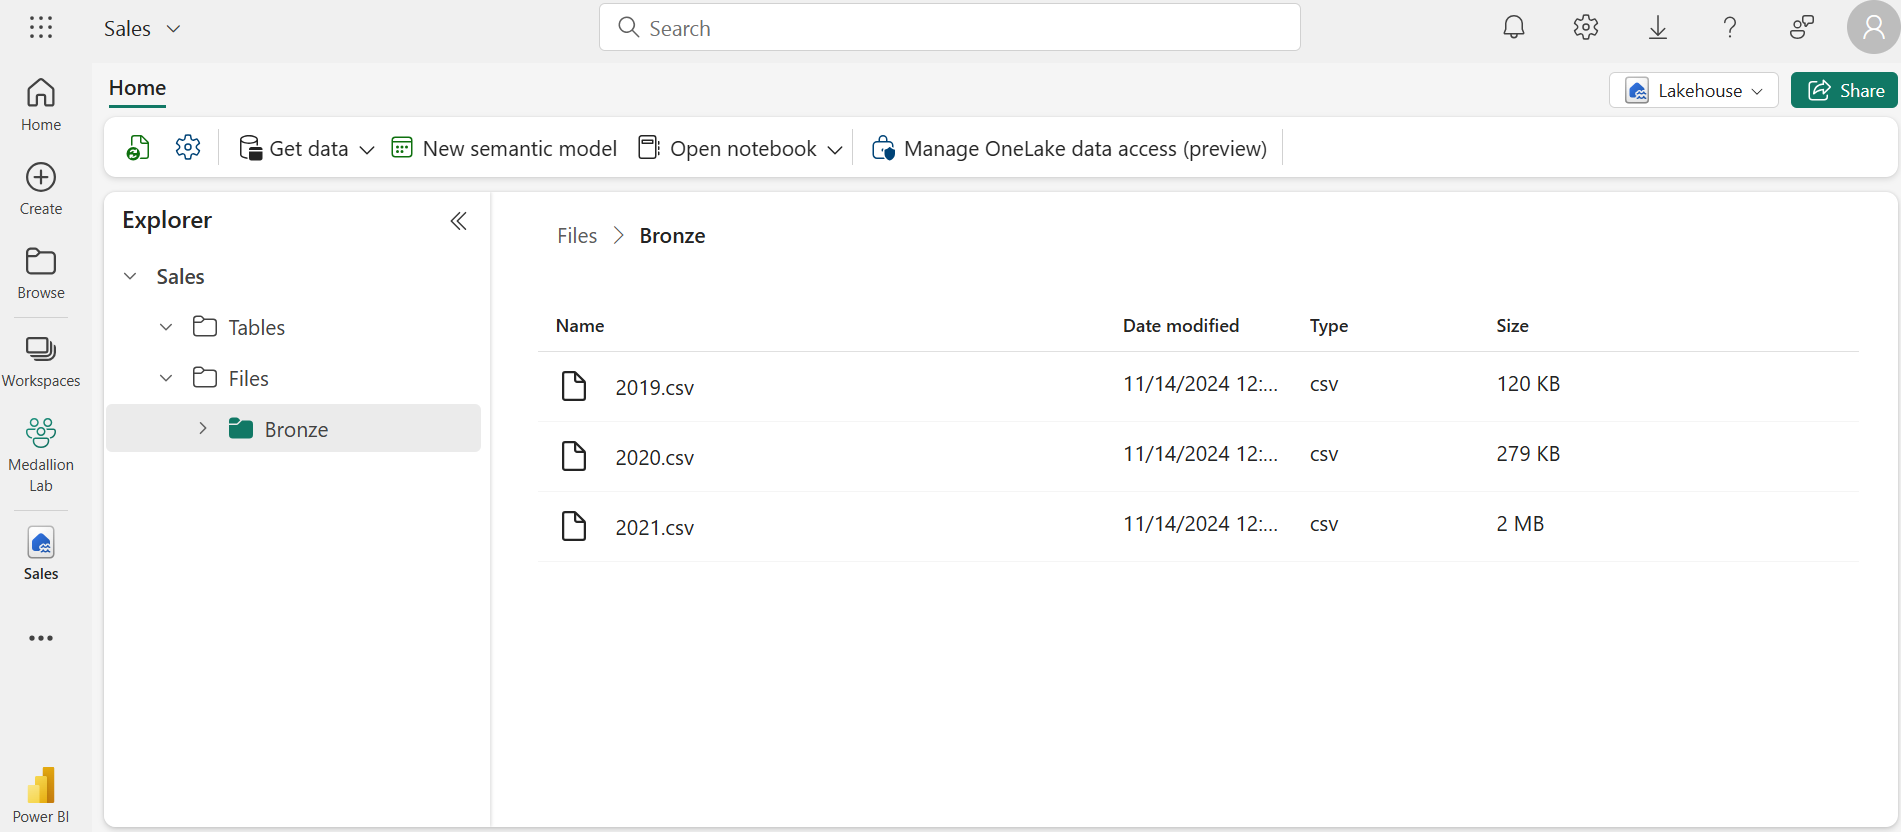 Sales
Search
Home
Lakehouse
Share
Get data
New semantic model
Open notebook
Manage OneLake data access (preview)
Home
Create
Browse
Workspaces
Medallion
Lab
Sales
Power BI
Explorer
Sales
Tables
Files
Bronze
Files > Bronze
Name Date modified Type Size
2019.csv 11/14/2024 12:... csv 120 KB
2020.csv 11/14/2024 12:... csv 279 KB
2021.csv 11/14/2024 12:... csv 2 MB